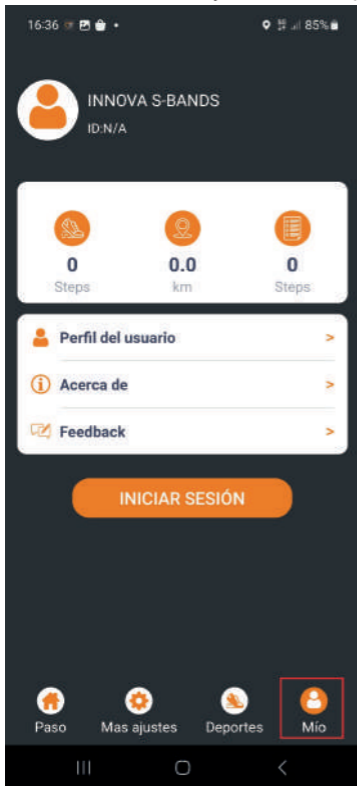 16:36
85%
INNOVA S-BANDS
ID:N/A
0
0.0
0
Steps
km
Steps
Perfil del usuario >
Acerca de >
Feedback >
INICIAR SESIÓN
Paso
Mas ajustes
Deportes
Mío